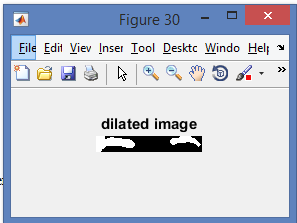 Figure 30
File Edit View Inser Tool Desktc Windo Help
dilated image